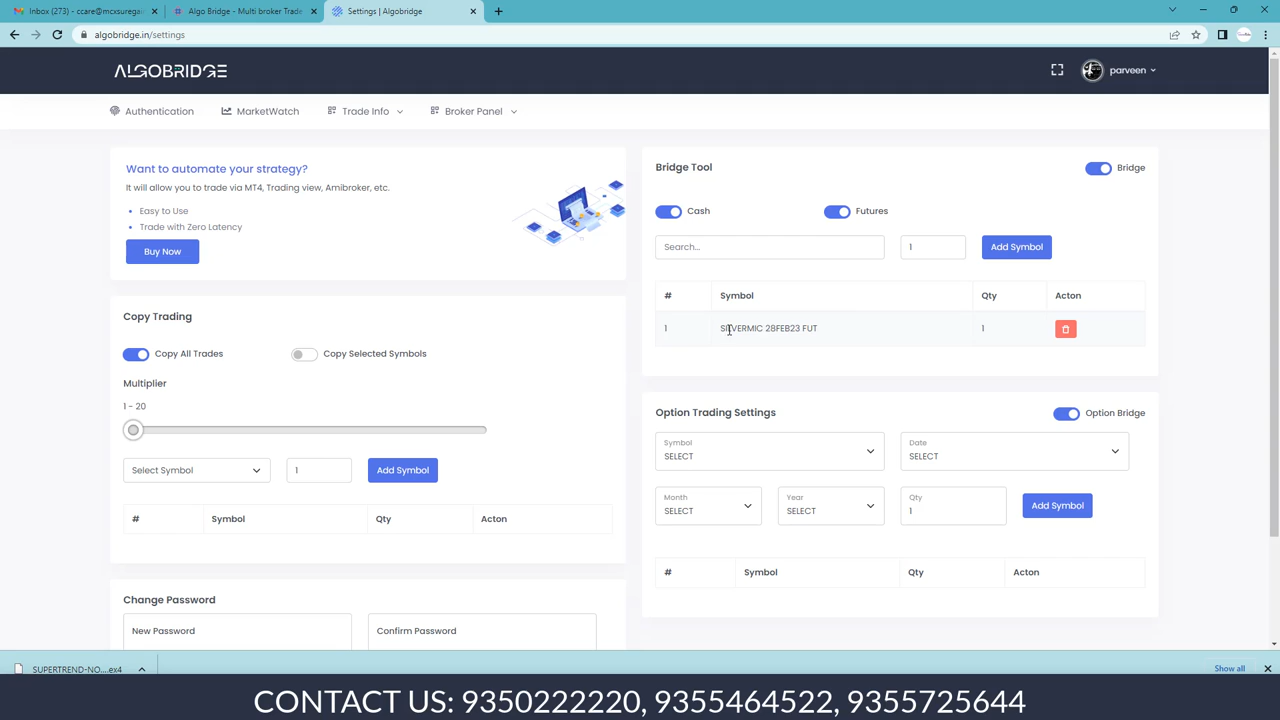 Inbox (273) - ccare@mcxsuregai
Algo Bridge - Multi broker Trade
Settings | Algobridge
algobridge.in/settings
ALGOBRIDGE
parveen
Authentication
MarketWatch
Trade Info
Broker Panel
Want to automate your strategy?
It will allow you to trade via MT4, Trading view, Amibroker, etc.
• Easy to Use
• Trade with Zero Latency
Buy Now
Copy Trading
Copy All Trades
Copy Selected Symbols
Multiplier
1 - 20
Select Symbol
1
Add Symbol
# Symbol Qty Acton
Change Password
New Password
Confirm Password
Bridge Tool
Bridge
Cash
Futures
Search...
1
Add Symbol
# Symbol Qty Acton
1 SILVERMIC 28FEB23 FUT 1
Option Trading Settings
Option Bridge
Symbol
SELECT
Date
SELECT
Month
SELECT
Year
SELECT
Qty
1
Add Symbol
# Symbol Qty Acton
SUPERTREND-NO....ex4
Show all
CONTACT US: 9350222220, 9355464522, 9355725644